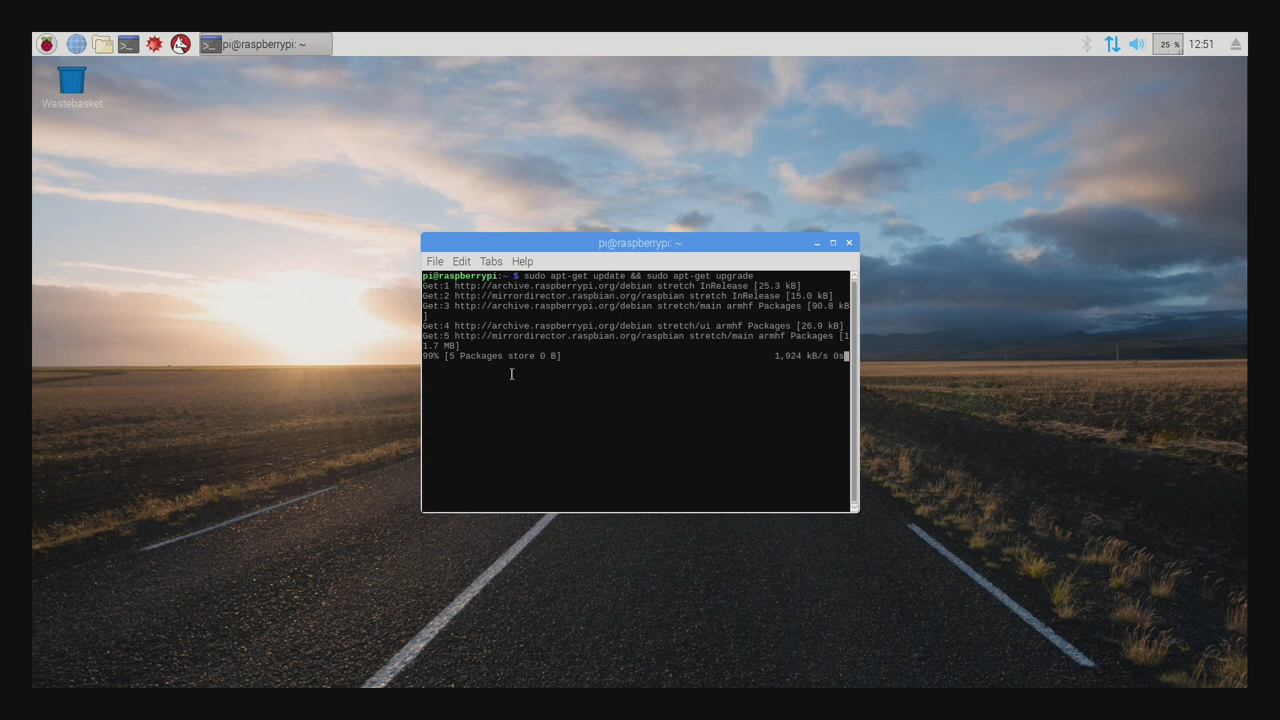 pi@raspberrypi: ~
25 %
12:51
Wastebasket
pi@raspberrypi: ~
File Edit Tabs Help
pi@raspberrypi:~ $ sudo apt-get update && sudo apt-get upgrade
Get:1 http://archive.raspberrypi.org/debian stretch InRelease [25.3 kB]
Get:2 http://mirrordirector.raspbian.org/raspbian stretch InRelease [15.0 kB]
Get:3 http://archive.raspberrypi.org/debian stretch/main armhf Packages [90.8 kB
]
Get:4 http://archive.raspberrypi.org/debian stretch/ui armhf Packages [26.9 kB]
Get:5 http://mirrordirector.raspbian.org/raspbian stretch/main armhf Packages [1
1.7 MB]
99% [5 Packages store 0 B] 1,924 kB/s 0s